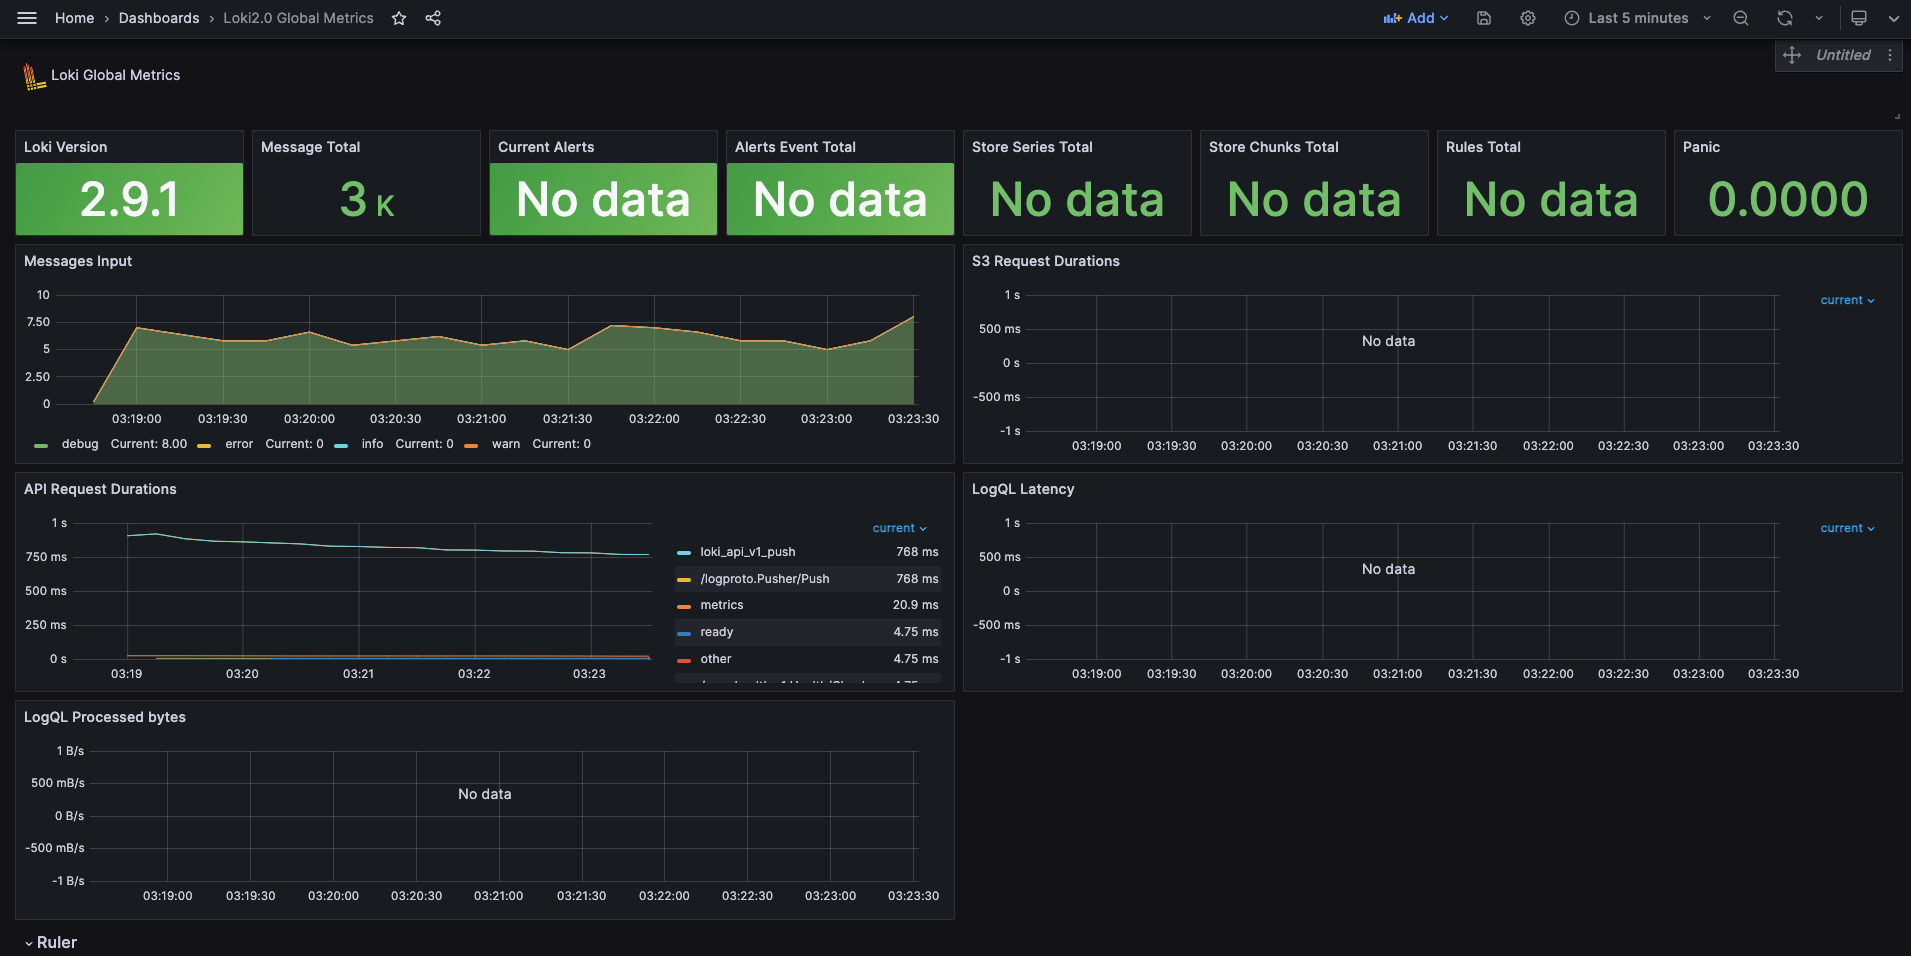 Home › Dashboards › Loki2.0 Global Metrics
Add
Last 5 minutes
Untitled
Loki Global Metrics
Loki Version
2.9.1
Message Total
3 K
Current Alerts
No data
Alerts Event Total
No data
Store Series Total
No data
Store Chunks Total
No data
Rules Total
No data
Panic
0.0000
Messages Input
10
7.50
5
2.50
0
03:19:00 03:19:30 03:20:00 03:20:30 03:21:00 03:21:30 03:22:00 03:22:30 03:23:00 03:23:30
debug Current: 8.00 error Current: 0 info Current: 0 warn Current: 0
S3 Request Durations
current
1 s
500 ms
0 s
-500 ms
-1 s
No data
03:19:00 03:19:30 03:20:00 03:20:30 03:21:00 03:21:30 03:22:00 03:22:30 03:23:00 03:23:30
API Request Durations
1 s
750 ms
500 ms
250 ms
0 s
03:19 03:20 03:21 03:22 03:23
current
loki_api_v1_push 768 ms
/logproto.Pusher/Push 768 ms
metrics 20.9 ms
ready 4.75 ms
other 4.75 ms
LogQL Latency
current
1 s
500 ms
0 s
-500 ms
-1 s
No data
03:19:00 03:19:30 03:20:00 03:20:30 03:21:00 03:21:30 03:22:00 03:22:30 03:23:00 03:23:30
LogQL Processed bytes
1 B/s
500 mB/s
0 B/s
-500 mB/s
-1 B/s
No data
03:19:00 03:19:30 03:20:00 03:20:30 03:21:00 03:21:30 03:22:00 03:22:30 03:23:00 03:23:30
Ruler